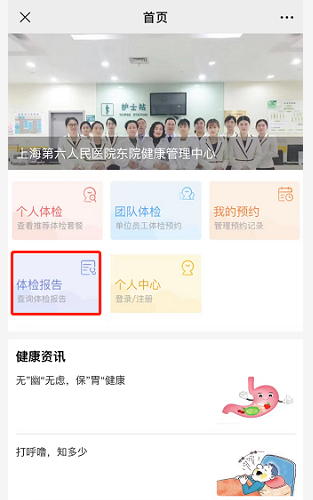 首页
护士站
上海第六人民医院东院健康管理中心
个人体检
查看推荐体检套餐
团队体检
单位员工体检预约
我的预约
管理预约记录
体检报告
查询体检报告
个人中心
登录/注册
健康资讯
无"幽"无虑，保"胃"健康
打呼噜，知多少